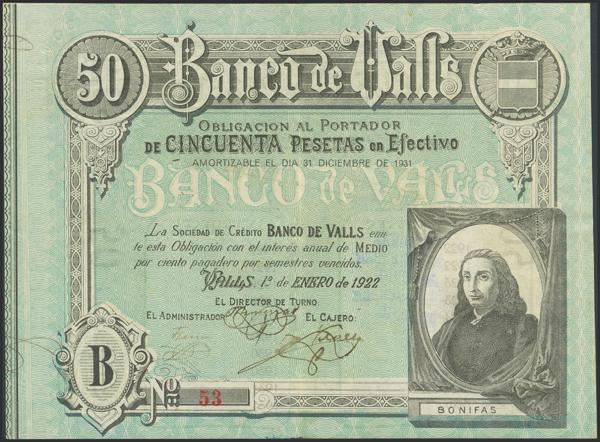 50 Banco de Valls
OBLIGACION AL PORTADOR
DE CINCUENTA PESETAS en Efectivo
AMORTIZABLE EL DIA 31 DICIEMBRE DE 1931
BANCO de VALLS
La SOCIEDAD DE CRÉDITO BANCO DE VALLS emi
te esta Obligación con el interés anual de MEDIO
por ciento pagadero por semestres vencidos.
VALLS, 1º de ENERO de 1922
EL DIRECTOR DE TURNO:
EL ADMINISTRADOR EL CAJERO:
B
No 53
BONIFAS